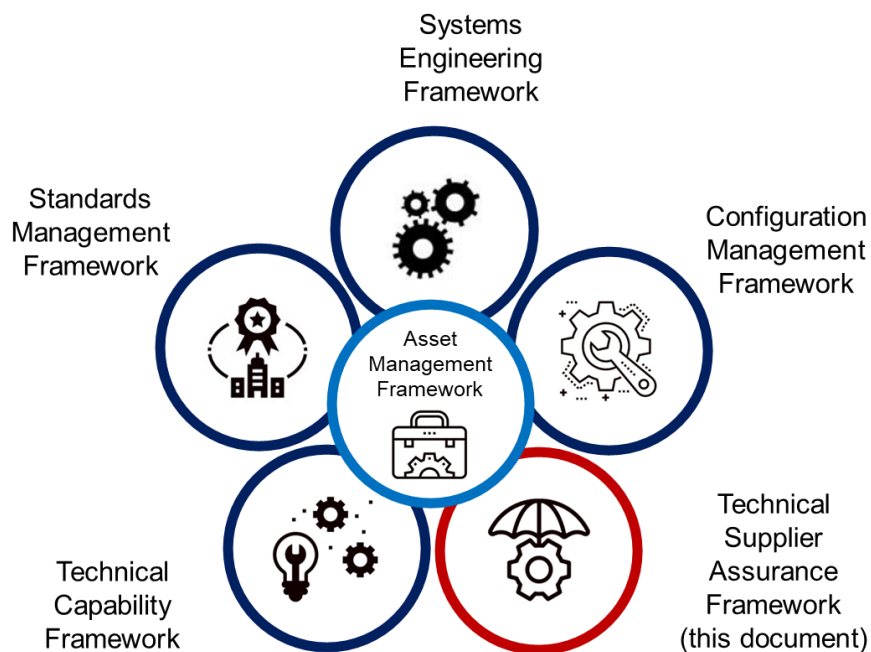 Systems
Engineering
Framework
Standards
Management
Framework
Configuration
Management
Framework
Asset
Management
Framework
Technical
Capability
Framework
Technical
Supplier
Assurance
Framework
(this document)